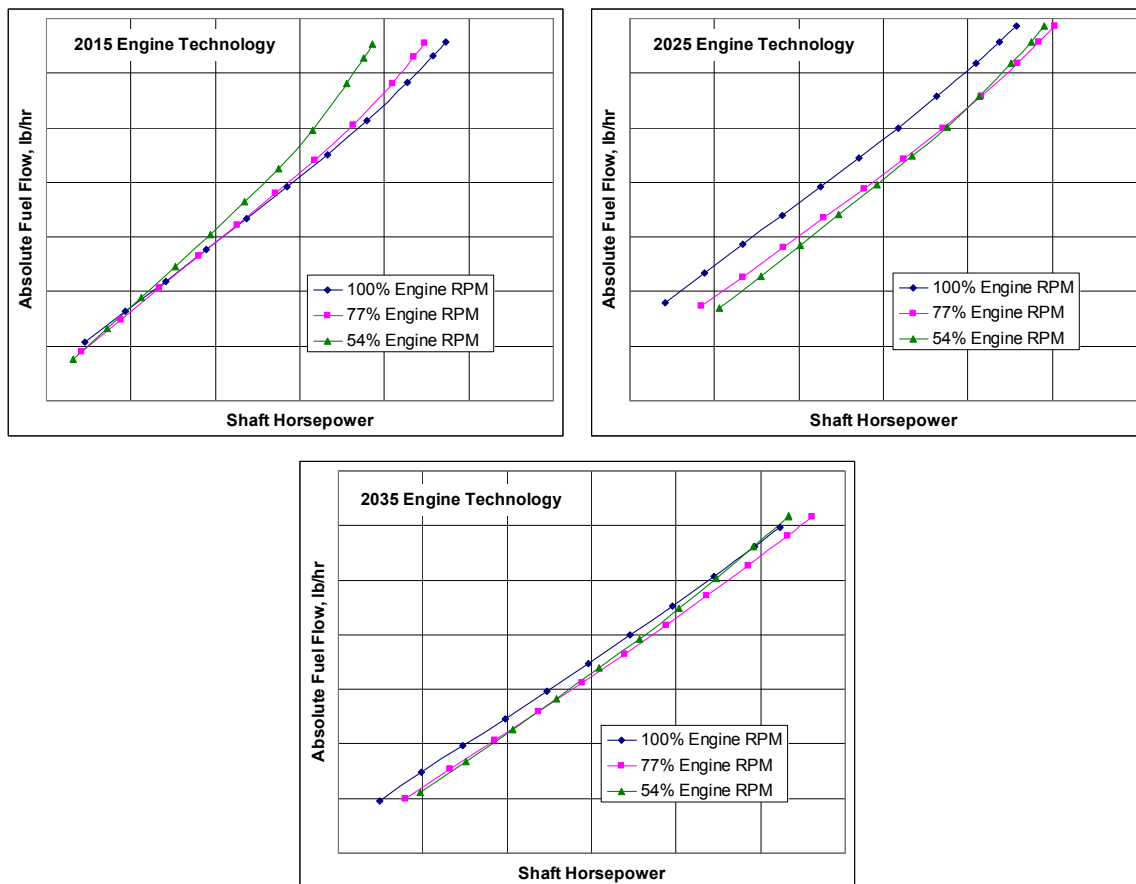 2015 Engine Technology
Absolute Fuel Flow, lb/hr
100% Engine RPM
77% Engine RPM
54% Engine RPM
Shaft Horsepower
2025 Engine Technology
Absolute Fuel Flow, lb/hr
100% Engine RPM
77% Engine RPM
54% Engine RPM
Shaft Horsepower
2035 Engine Technology
Absolute Fuel Flow, lb/hr
100% Engine RPM
77% Engine RPM
54% Engine RPM
Shaft Horsepower